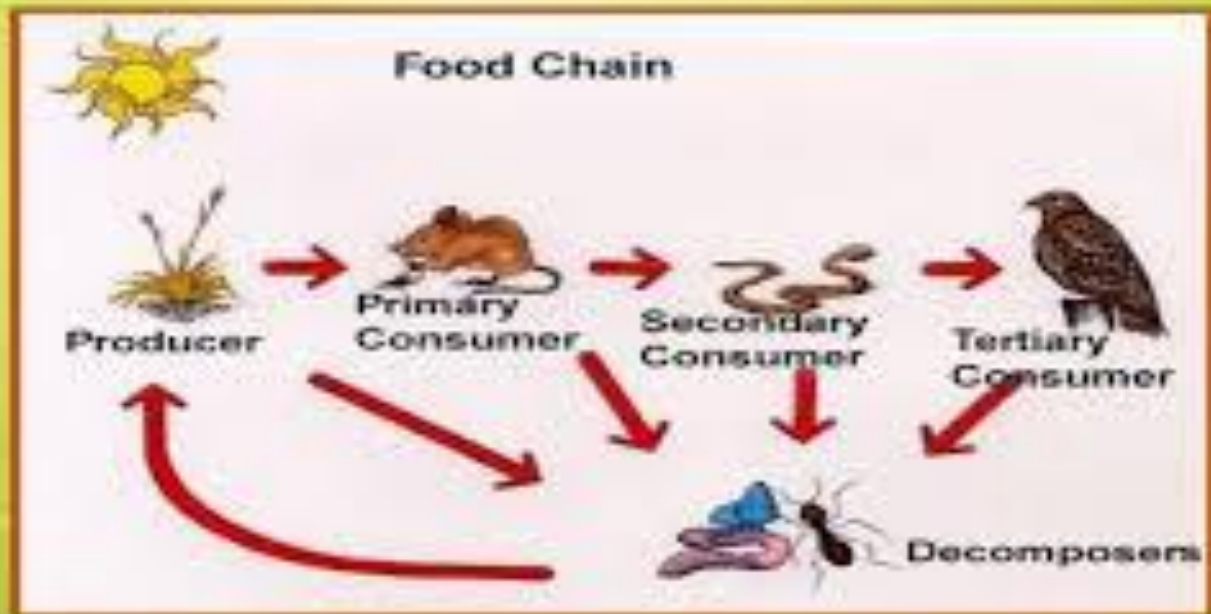 Food Chain
Producer
Primary
Consumer
Secondary
Consumer
Tertiary
Consumer
Decomposers